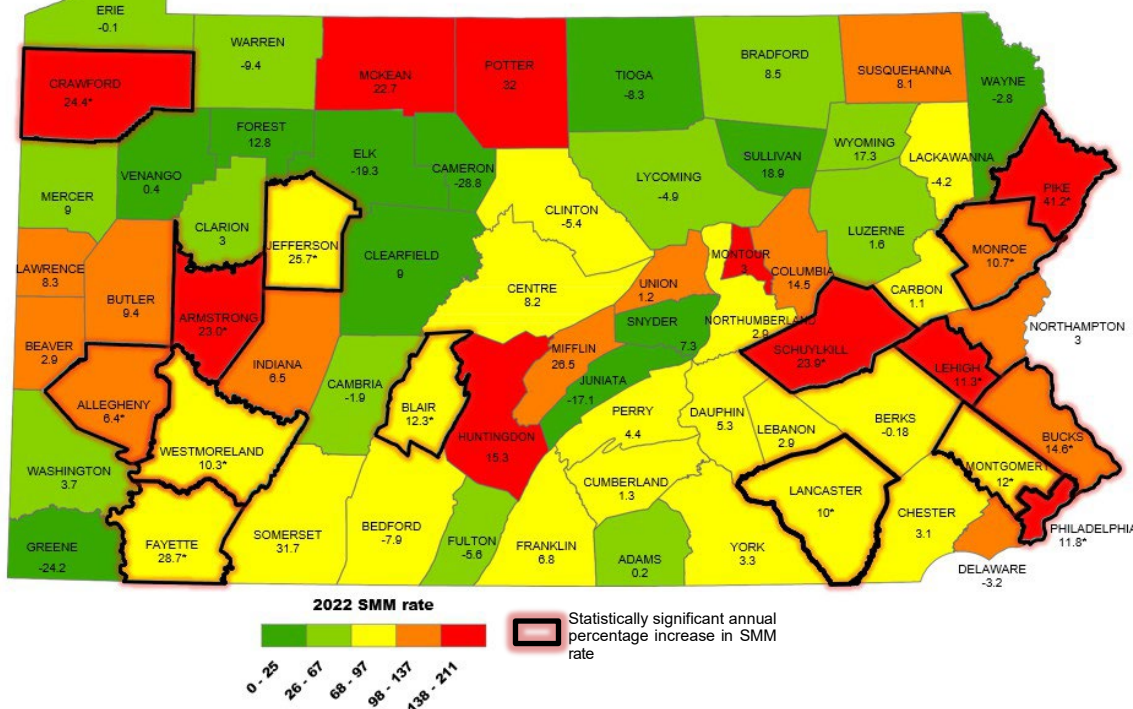 ERIE
-0.1
WARREN
-9.4
CRAWFORD
24.4*
MCKEAN
22.7
POTTER
32
TIOGA
-8.3
BRADFORD
8.5
SUSQUEHANNA
8.1
WAYNE
-2.8
FOREST
12.8
ELK
-19.3
CAMERON
-28.8
VENANGO
0.4
MERCER
9
CLARION
3
JEFFERSON
25.7*
CLEARFIELD
9
CLINTON
-5.4
LYCOMING
-4.9
SULLIVAN
18.9
WYOMING
17.3
LACKAWANNA
-4.2
PIKE
41.2*
LUZERNE
1.6
MONROE
10.7*
LAWRENCE
8.3
BUTLER
9.4
ARMSTRONG
23.0*
CENTRE
8.2
UNION
1.2
MONTOUR
3
COLUMBIA
14.5
CARBON
1.1
NORTHAMPTON
3
BEAVER
2.9
INDIANA
6.5
SNYDER
7.3
NORTHUMBERLAND
2.9
SCHUYLKILL
23.9*
LEHIGH
11.3*
MIFFLIN
26.5
JUNIATA
-17.1
ALLEGHENY
6.4*
CAMBRIA
-1.9
BLAIR
12.3*
HUNTINGDON
15.3
PERRY
4.4
DAUPHIN
5.3
LEBANON
2.9
BERKS
-0.18
BUCKS
14.6*
WESTMORELAND
10.3*
WASHINGTON
3.7
CUMBERLAND
1.3
LANCASTER
10*
MONTGOMERY
12*
CHESTER
3.1
PHILADELPHIA
11.8*
DELAWARE
-3.2
GREENE
-24.2
FAYETTE
28.7*
SOMERSET
31.7
BEDFORD
-7.9
FULTON
-5.6
FRANKLIN
6.8
ADAMS
0.2
YORK
3.3
2022 SMM rate
0 - 25
26 - 67
68 - 97
98 - 137
138 - 211
Statistically significant annual
percentage increase in SMM
rate